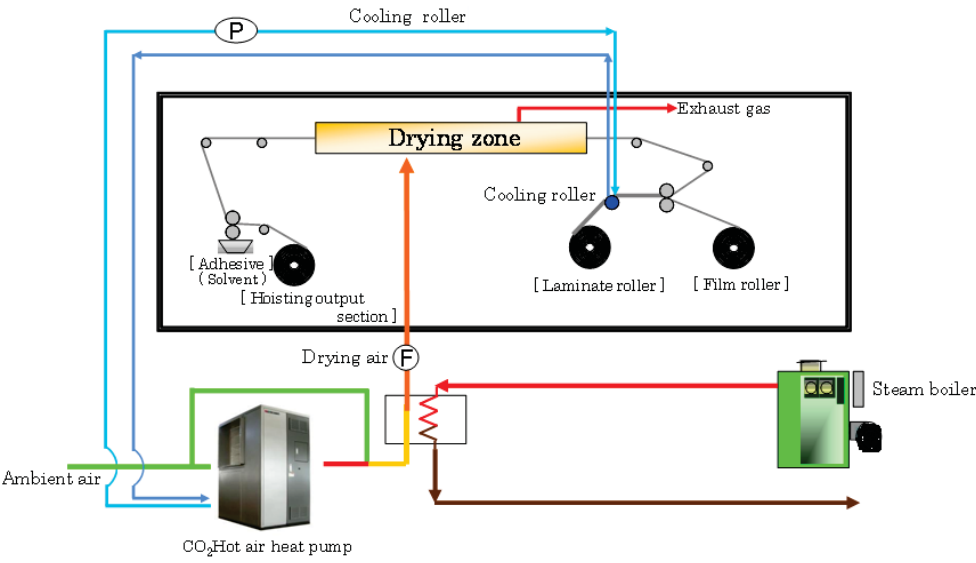 Cooling roller
P
Exhaust gas
Drying zone
Cooling roller
[ Adhesive ]
( Solvent )
[ Hoisting output
section ]
[ Laminate roller ]
[ Film roller ]
Drying air
F
Steam boiler
Ambient air
CO₂Hot air heat pump